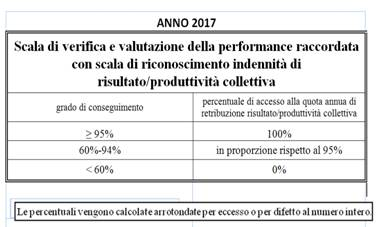 ANNO 2017
Scala di verifica e valutazione della performance raccordata
con scala di riconoscimento indennità di
risultato/produttività collettiva
grado di conseguimento
percentuale di accesso alla quota annua di
retribuzione risultato/produttività collettiva
≥ 95%
100%
60%-94%
in proporzione rispetto al 95%
< 60%
0%
Le percentuali vengono calcolate arrotondate per eccesso o per difetto al numero intero.